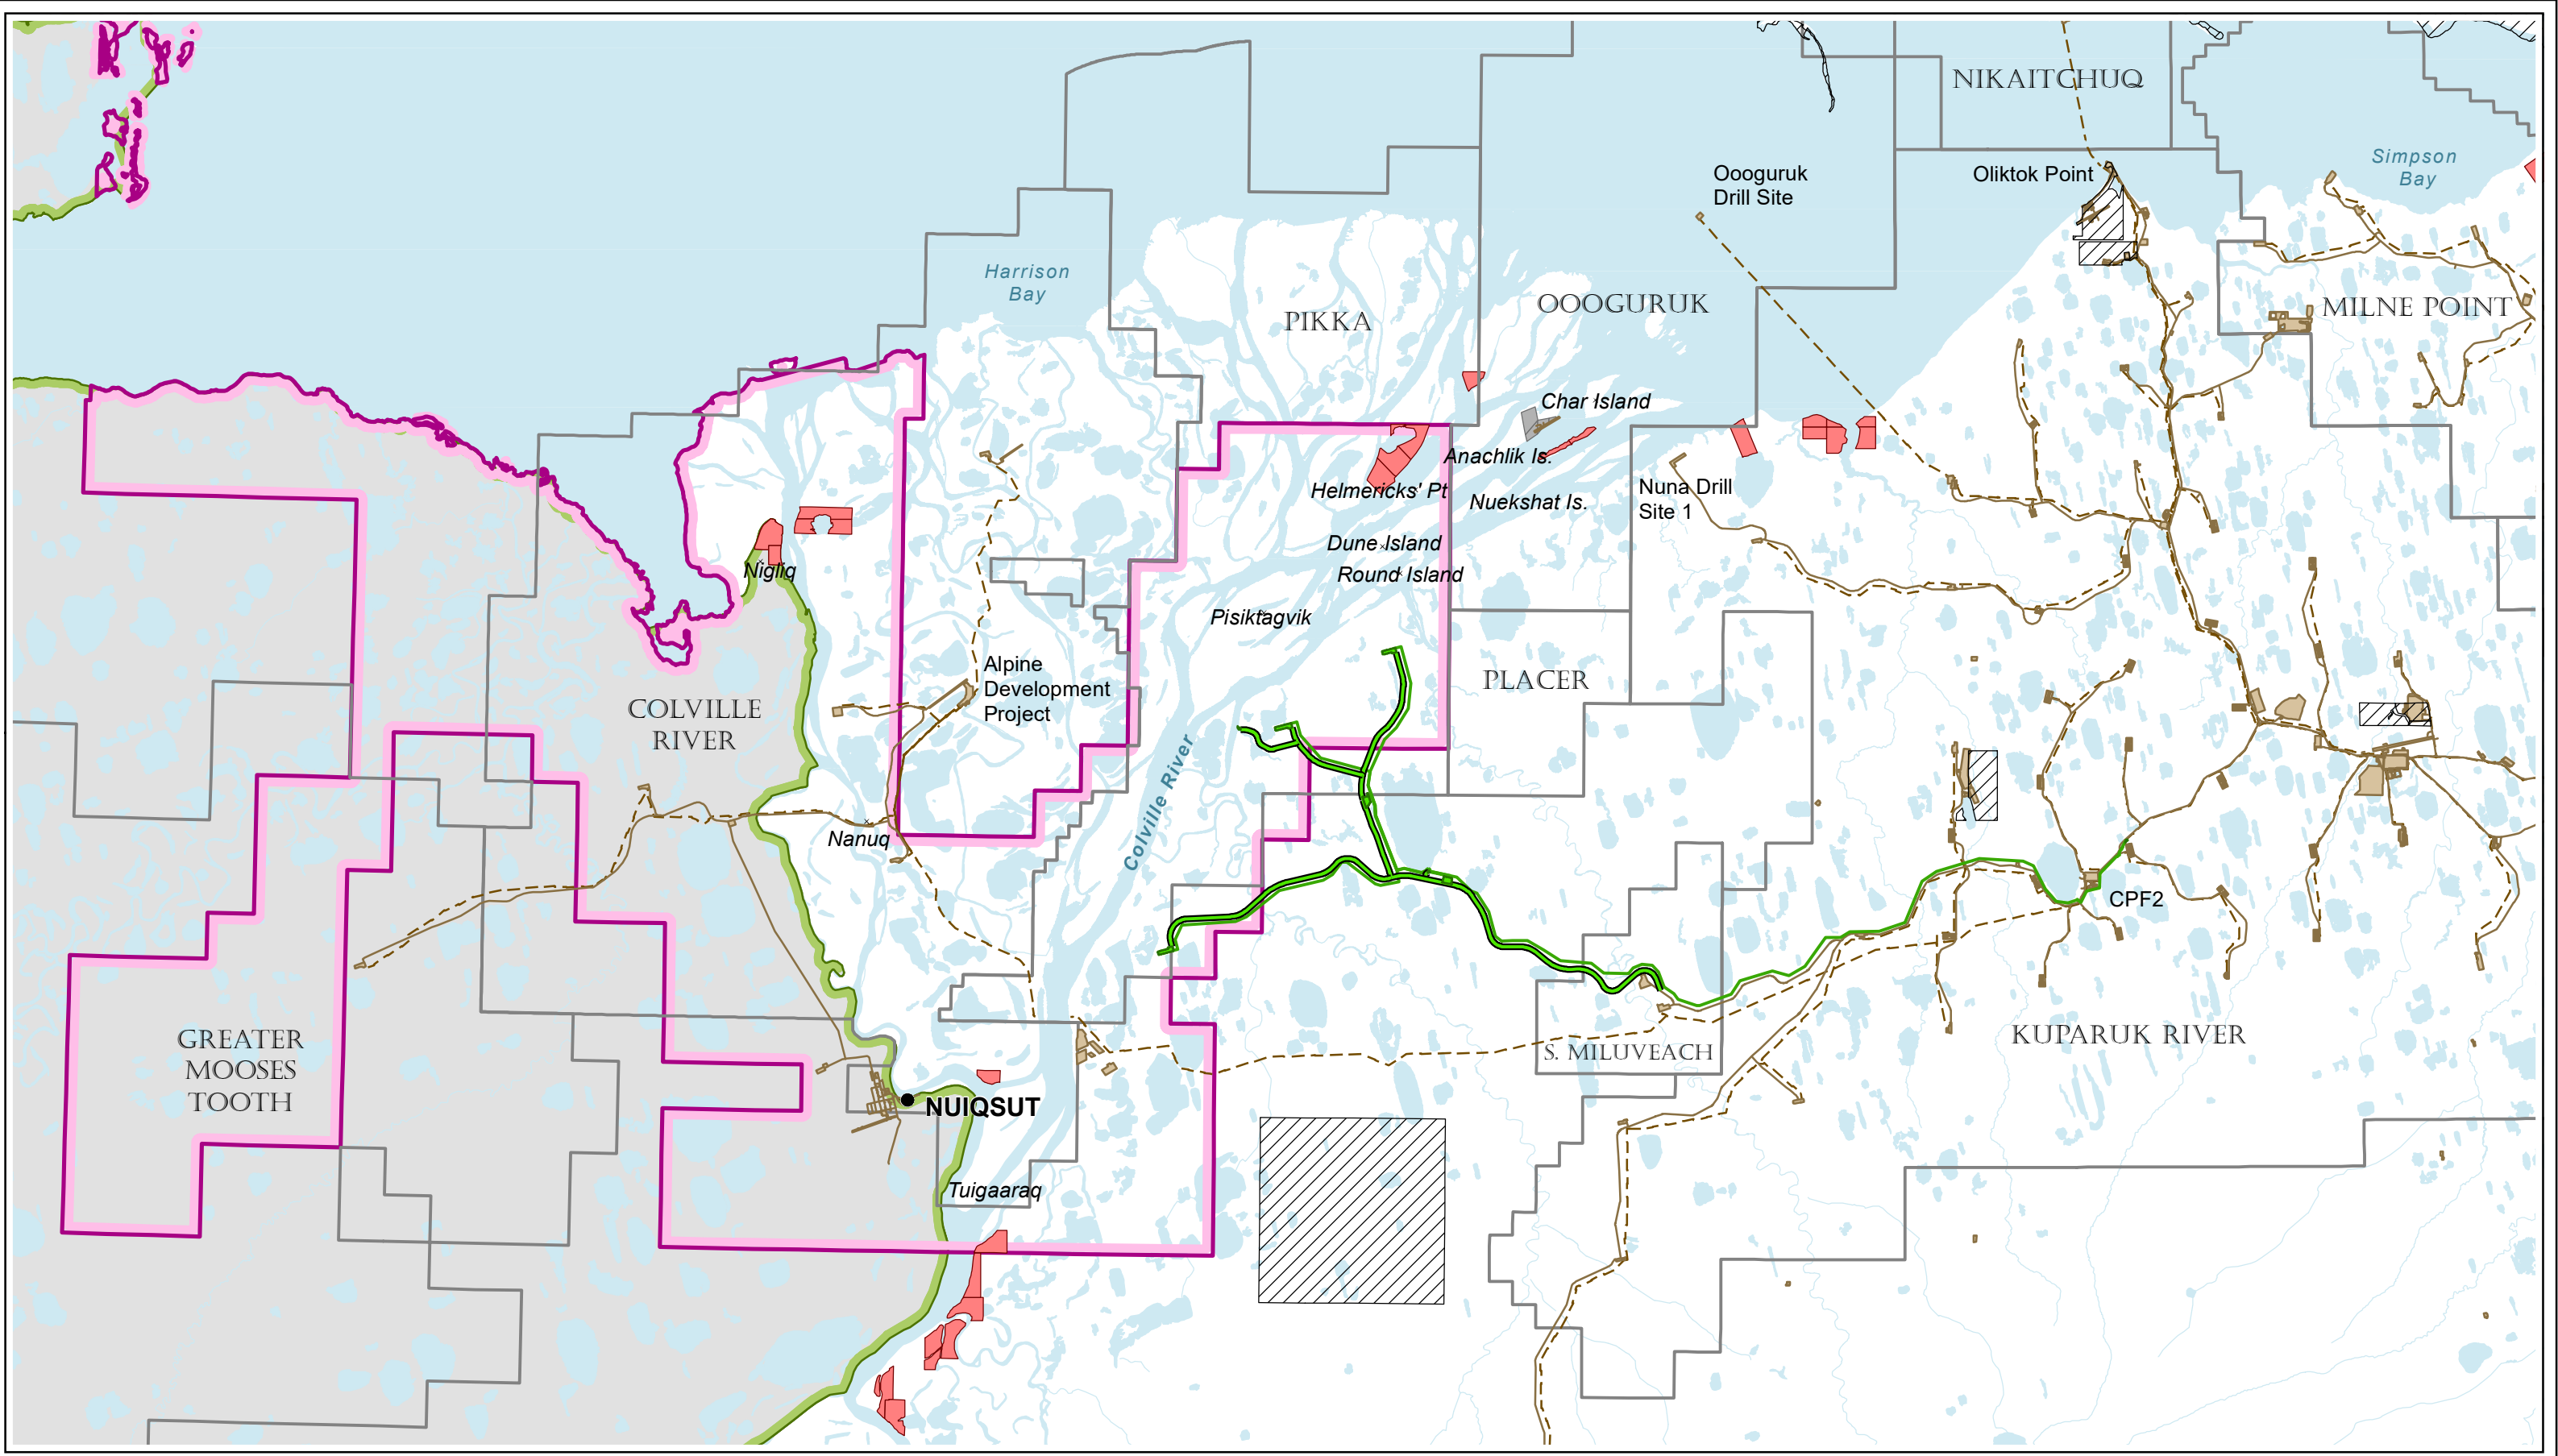 NIKAITCHUQ
Simpson
Bay
Oooguruk
Drill Site
Oliktok Point
Harrison
Bay
PIKKA
OOOGURUK
MILNE POINT
Char Island
Anachlik Is.
Helmericks' Pt
Nuekshat Is.
Nuna Drill
Site 1
Dune Island
Round Island
Nigliq
Pisiktagvik
Alpine
Development
Project
PLACER
COLVILLE
RIVER
Colville River
Nanuq
CPF2
GREATER
MOOSES
TOOTH
KUPARUK RIVER
S. MILUVEACH
NUIQSUT
Tuigaaraq